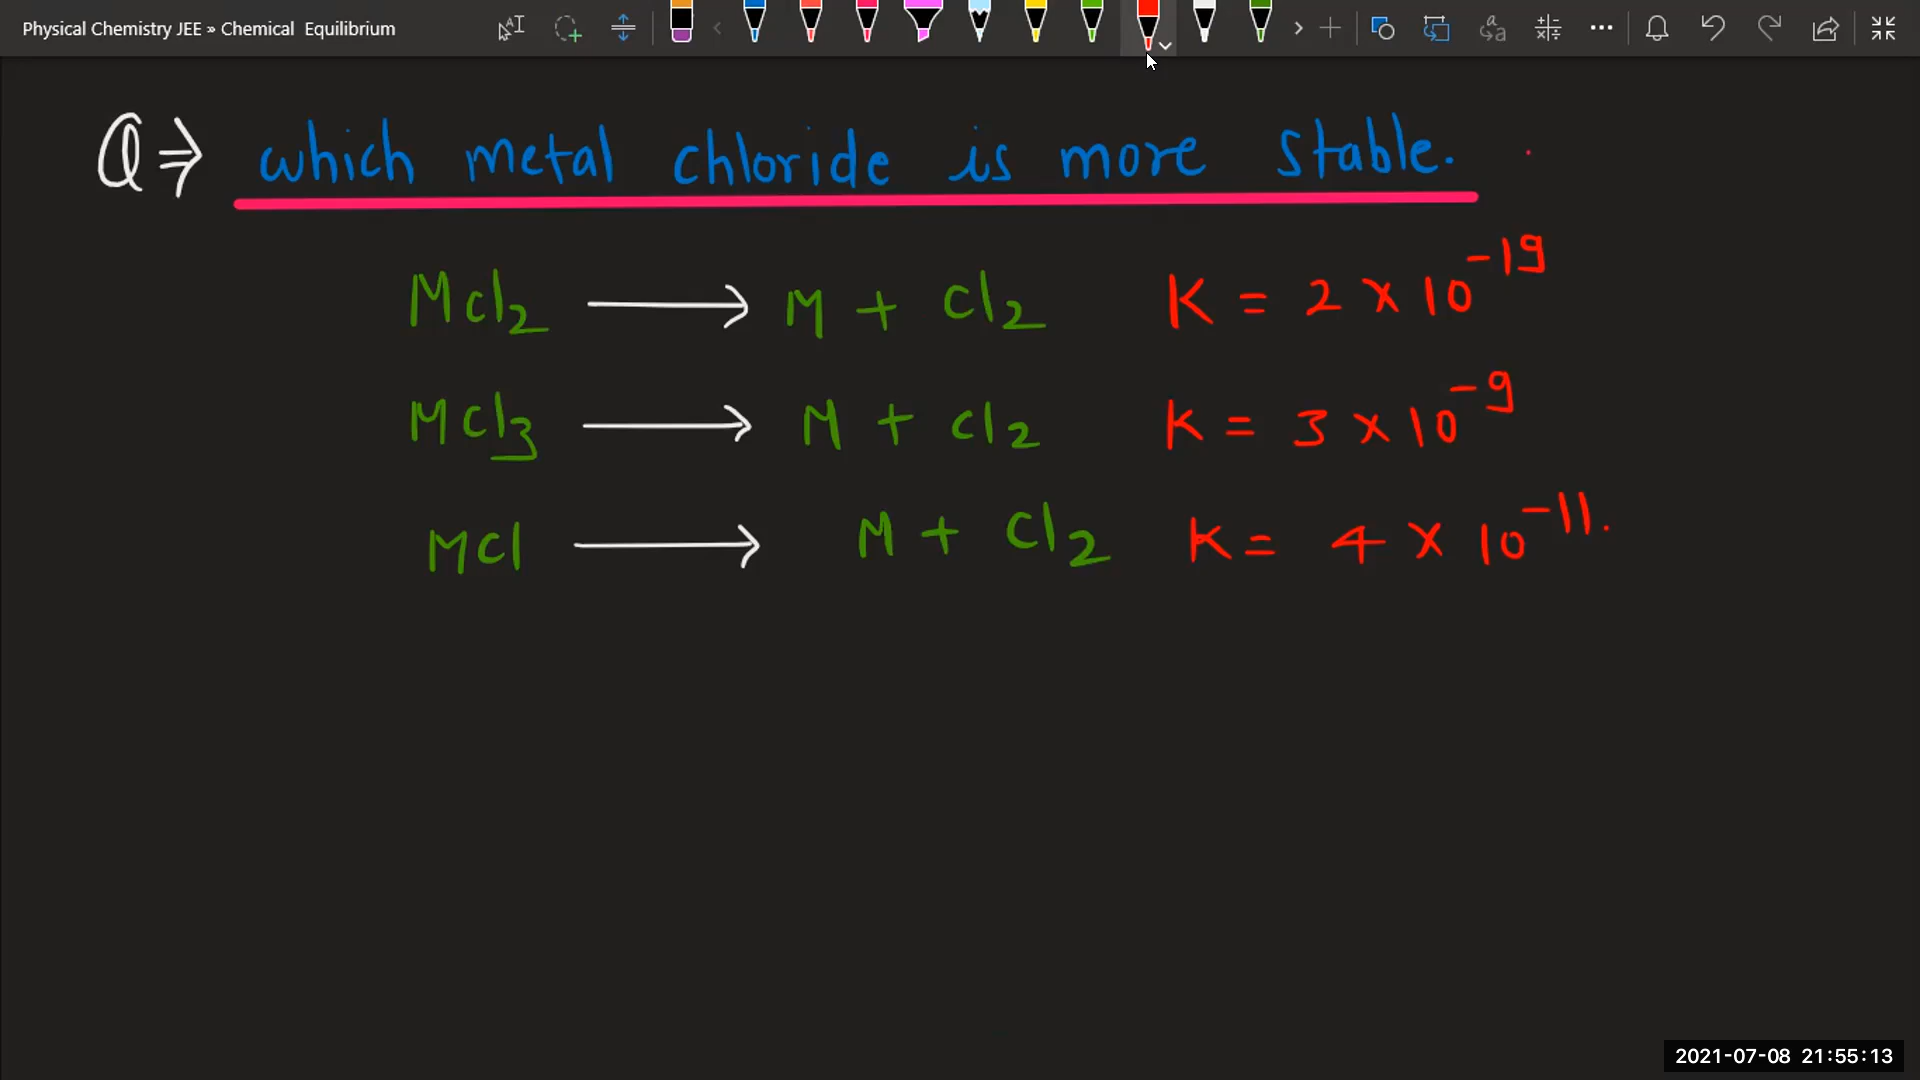 Physical Chemistry JEE » Chemical Equilibrium
Q⇒ which metal chloride is more stable.
MCl₂ ⟶ M + Cl₂ K = 2 × 10⁻¹⁹
MCl₃ ⟶ M + Cl₂ K = 3 × 10⁻⁹
MCl ⟶ M + Cl₂ K = 4 × 10⁻¹¹.
2021-07-08 21:55:13